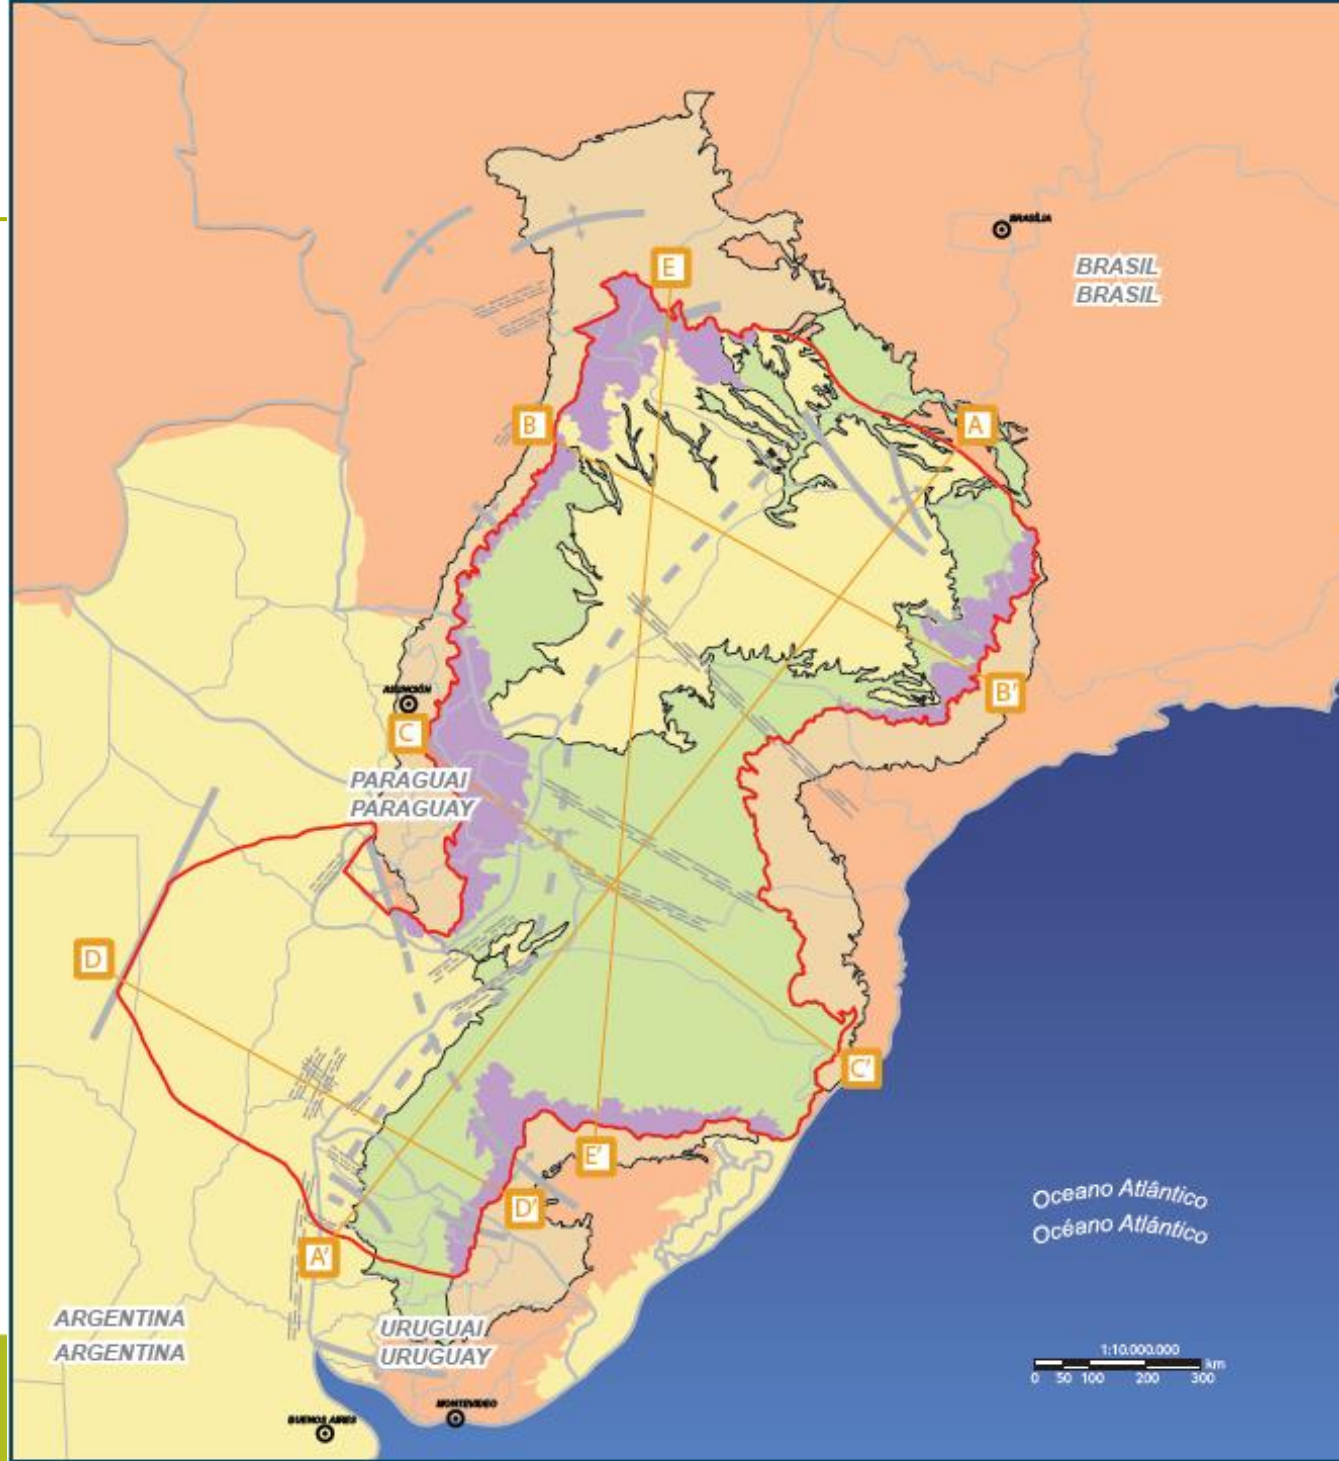 BRASÍLIA
BRASIL
BRASIL
E
B
A
ASUNCIÓN
B'
C
PARAGUAI
PARAGUAY
D
C'
E'
D'
A'
Oceano Atlântico
Océano Atlántico
ARGENTINA
ARGENTINA
URUGUAI
URUGUAY
1:10.000.000
km
0 50 100 200 300
MONTEVIDEO
BUENOS AIRES